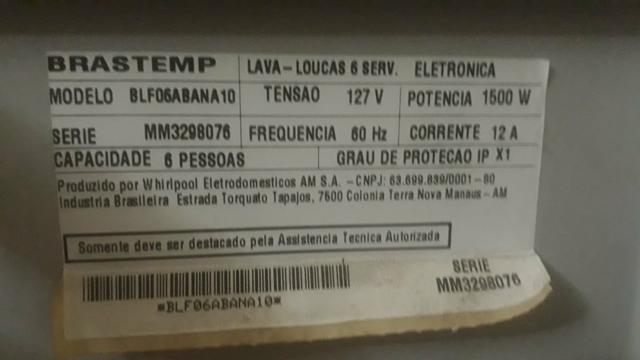 BRASTEMP LAVA-LOUCAS 6 SERV. ELETRONICA
MODELO BLF06ABANA10 TENSAO 127 V POTENCIA 1500 W
SERIE MM3298076 FREQUENCIA 60 Hz CORRENTE 12 A
CAPACIDADE 6 PESSOAS GRAU DE PROTECAO IP X1
Produzido por Whirlpool Eletrodomesticos AM S.A. - CNPJ: 63.699.839/0001-80
Industria Brasileira Estrada Torquato Tapajos, 7500 Colonia Terra Nova Manaus - AM
Somente deve ser destacado pela Assistencia Tecnica Autorizada
SERIE
MM3298076
*BLF06ABANA10*